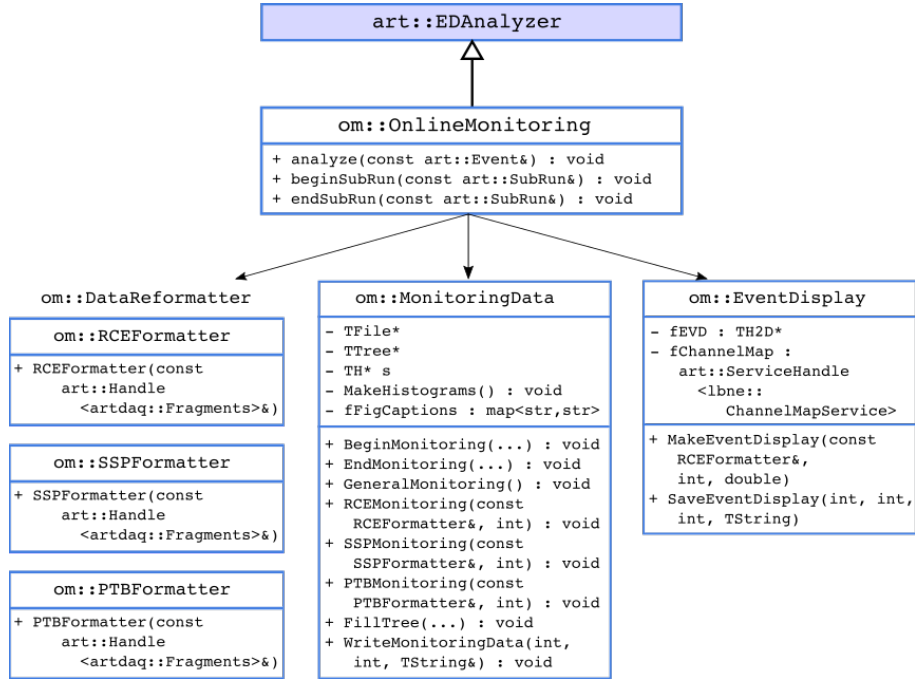 art::EDAnalyzer
om::OnlineMonitoring
+ analyze(const art::Event&) : void
+ beginSubRun(const art::SubRun&) : void
+ endSubRun(const art::SubRun&) : void
om::DataReformatter
om::RCEFormatter
+ RCEFormatter(const
art::Handle
<artdaq::Fragments>&)
om::SSPFormatter
+ SSPFormatter(const
art::Handle
<artdaq::Fragments>&)
om::PTBFormatter
+ PTBFormatter(const
art::Handle
<artdaq::Fragments>&)
om::MonitoringData
- TFile*
- TTree*
- TH* s
- MakeHistograms() : void
- fFigCaptions : map<str,str>
+ BeginMonitoring(...) : void
+ EndMonitoring(...) : void
+ GeneralMonitoring() : void
+ RCEMonitoring(const
RCEFormatter&, int) : void
+ SSPMonitoring(const
SSPFormatter&, int) : void
+ PTBMonitoring(const
PTBFormatter&, int) : void
+ FillTree(...) : void
+ WriteMonitoringData(int,
int, TString&) : void
om::EventDisplay
- fEVD : TH2D*
- fChannelMap :
art::ServiceHandle
<lbne::
ChannelMapService>
+ MakeEventDisplay(const
RCEFormatter&,
int, double)
+ SaveEventDisplay(int, int,
int, TString)